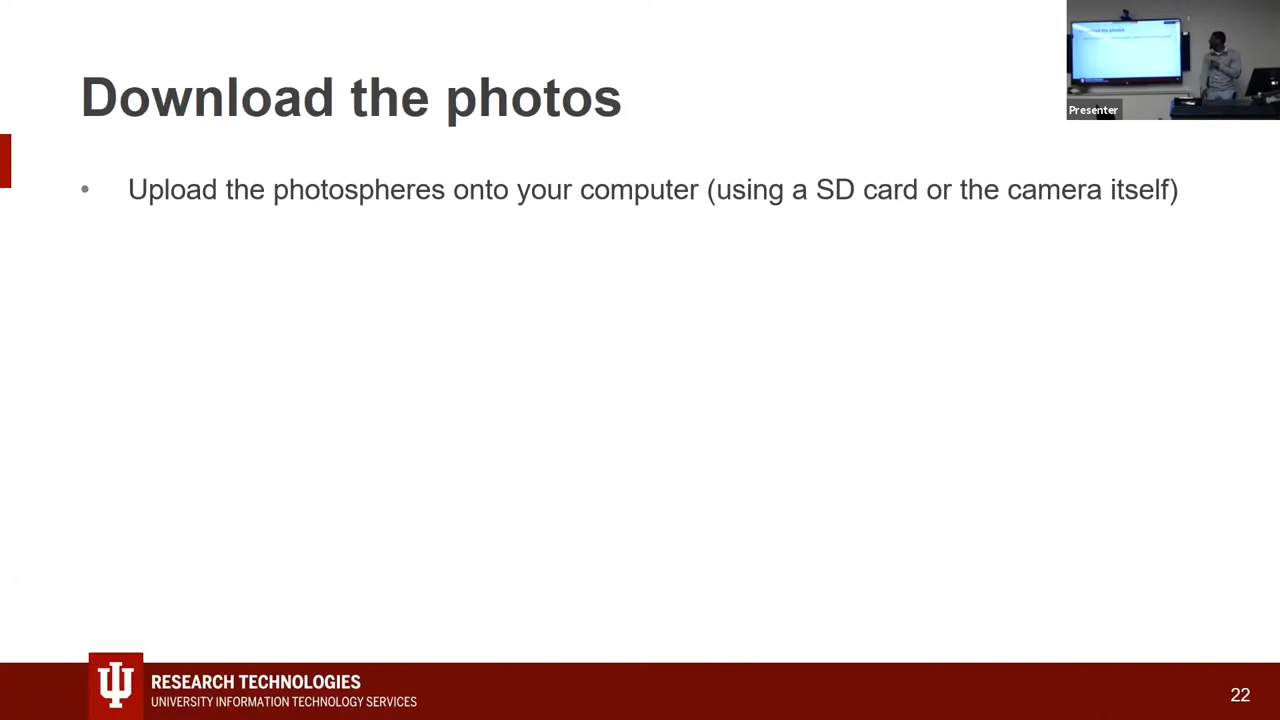 Download the photos
Presenter
• Upload the photospheres onto your computer (using a SD card or the camera itself)
RESEARCH TECHNOLOGIES
UNIVERSITY INFORMATION TECHNOLOGY SERVICES
22